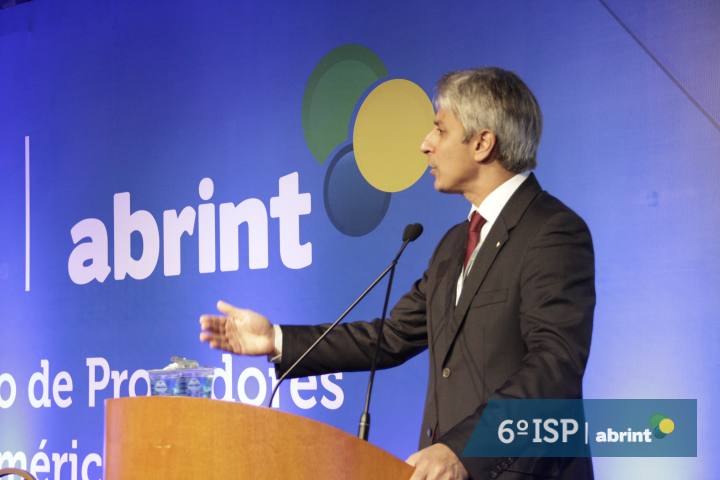 abrint
o de Pro dores
méric
6º ISP | abrint